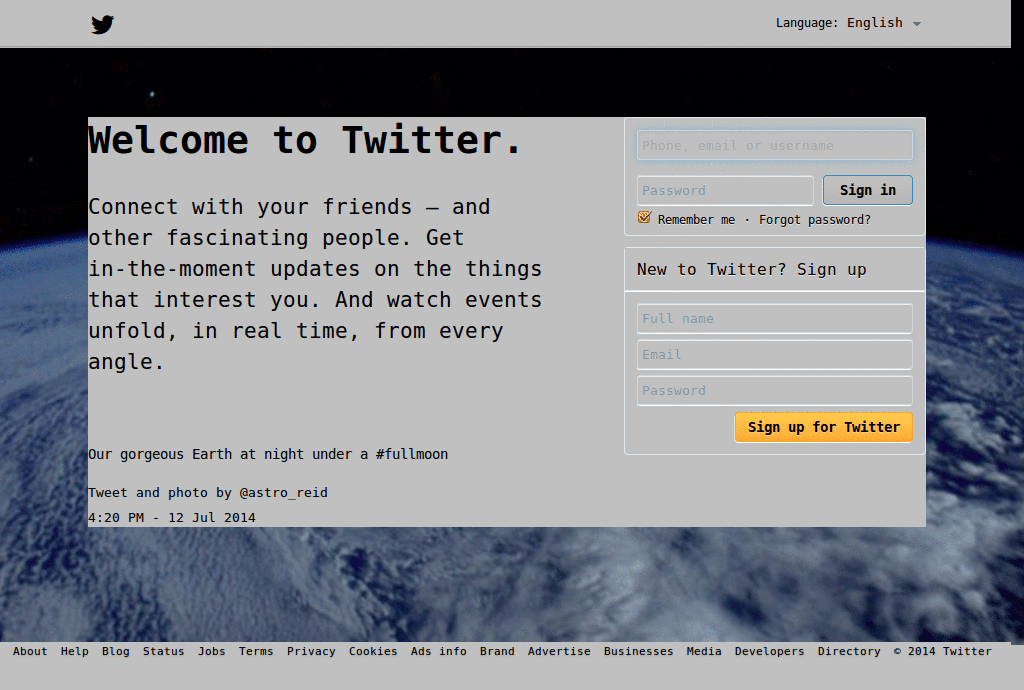 Language: English
Welcome to Twitter.
Connect with your friends — and
other fascinating people. Get
in-the-moment updates on the things
that interest you. And watch events
unfold, in real time, from every
angle.
Our gorgeous Earth at night under a #fullmoon
Tweet and photo by @astro_reid
4:20 PM - 12 Jul 2014
Phone, email or username
Password
Sign in
Remember me · Forgot password?
New to Twitter? Sign up
Full name
Email
Password
Sign up for Twitter
About Help Blog Status Jobs Terms Privacy Cookies Ads info Brand Advertise Businesses Media Developers Directory © 2014 Twitter